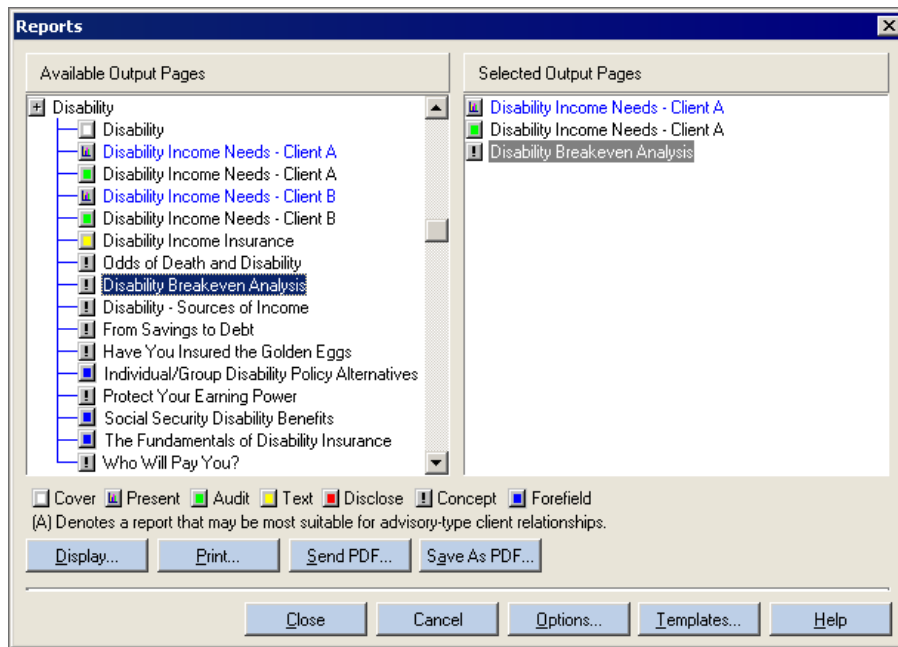 Reports
Available Output Pages
Disability
Disability
Disability Income Needs - Client A
Disability Income Needs - Client A
Disability Income Needs - Client B
Disability Income Needs - Client B
Disability Income Insurance
Odds of Death and Disability
Disability Breakeven Analysis
Disability - Sources of Income
From Savings to Debt
Have You Insured the Golden Eggs
Individual/Group Disability Policy Alternatives
Protect Your Earning Power
Social Security Disability Benefits
The Fundamentals of Disability Insurance
Who Will Pay You?
Selected Output Pages
Disability Income Needs - Client A
Disability Income Needs - Client A
Disability Breakeven Analysis
Cover Present Audit Text Disclose Concept Forefield
(A) Denotes a report that may be most suitable for advisory-type client relationships.
Display... Print... Send PDF... Save As PDF...
Close Cancel Options... Templates... Help